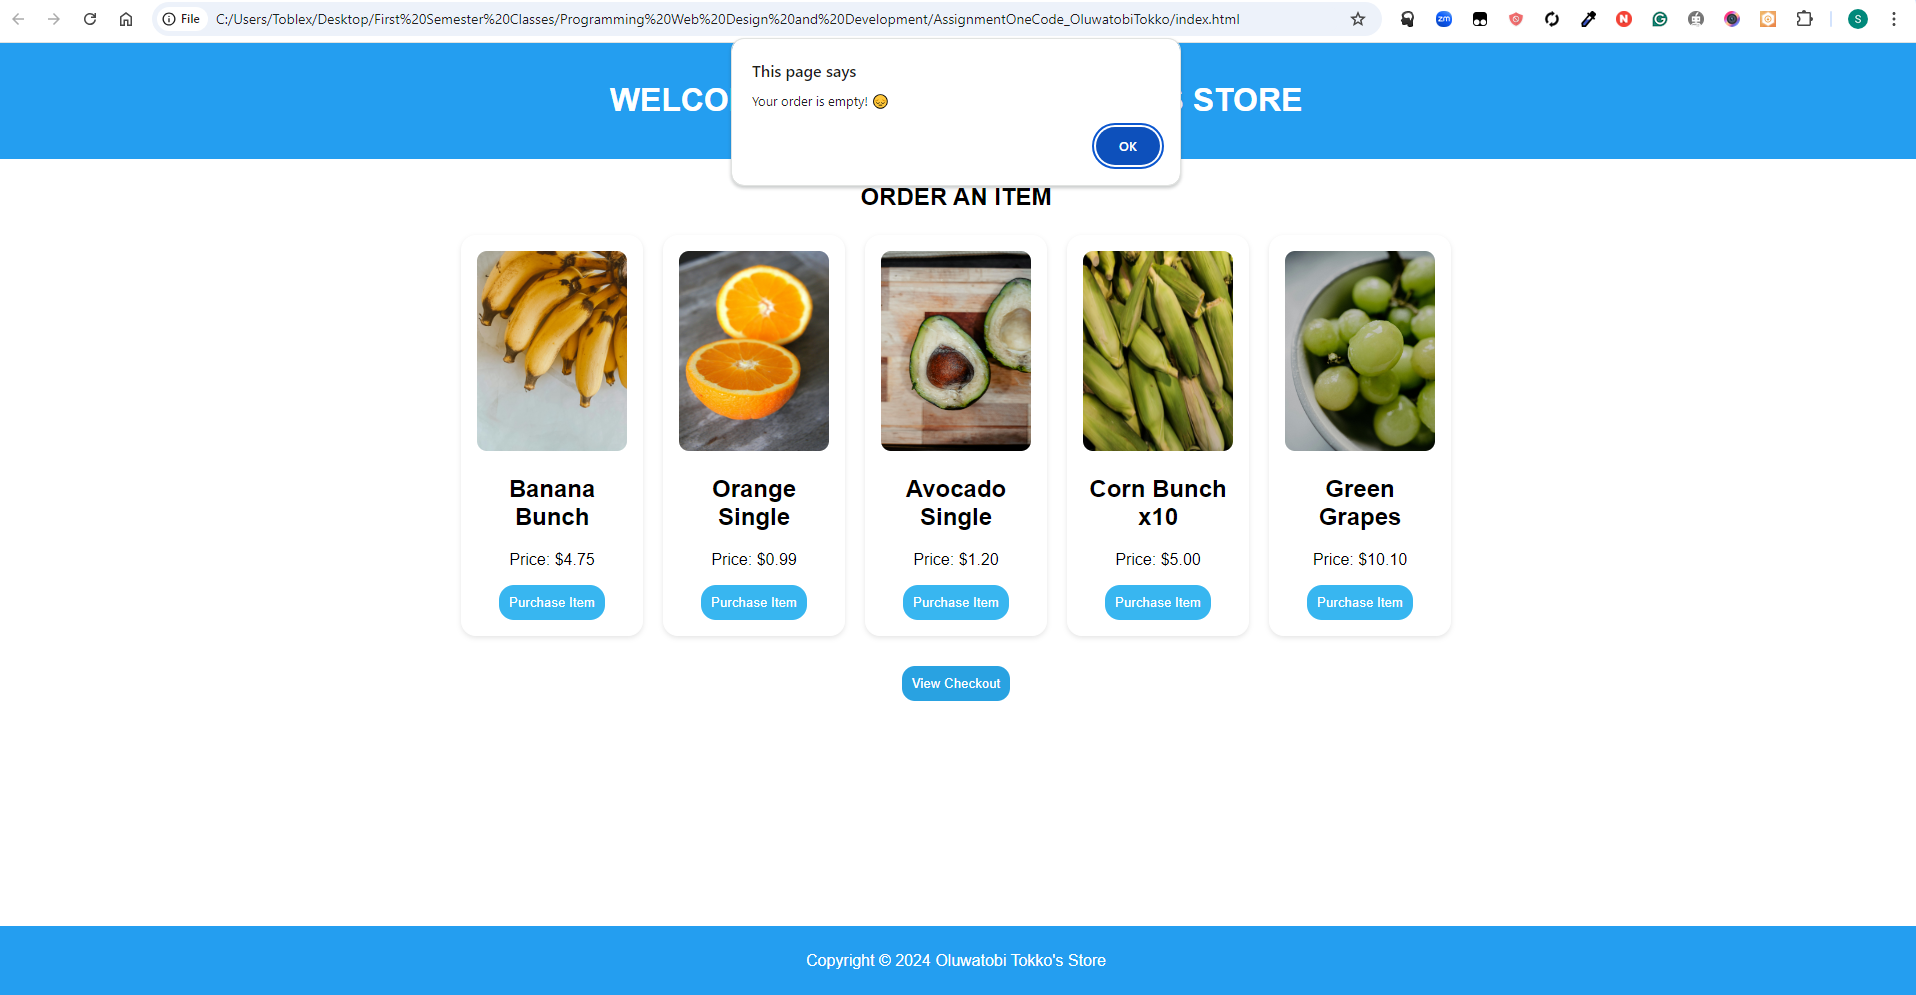 File
C:/Users/Toblex/Desktop/First%20Semester%20Classes/Programming%20Web%20Design%20and%20Development/AssignmentOneCode_OluwatobiTokko/index.html
zm
N
G
S
This page says
Your order is empty! 😞
OK
STORE
ORDER AN ITEM
Banana
Bunch
Price: $4.75
Purchase Item
Orange
Single
Price: $0.99
Purchase Item
Avocado
Single
Price: $1.20
Purchase Item
Corn Bunch
x10
Price: $5.00
Purchase Item
Green
Grapes
Price: $10.10
Purchase Item
View Checkout
Copyright © 2024 Oluwatobi Tokko's Store